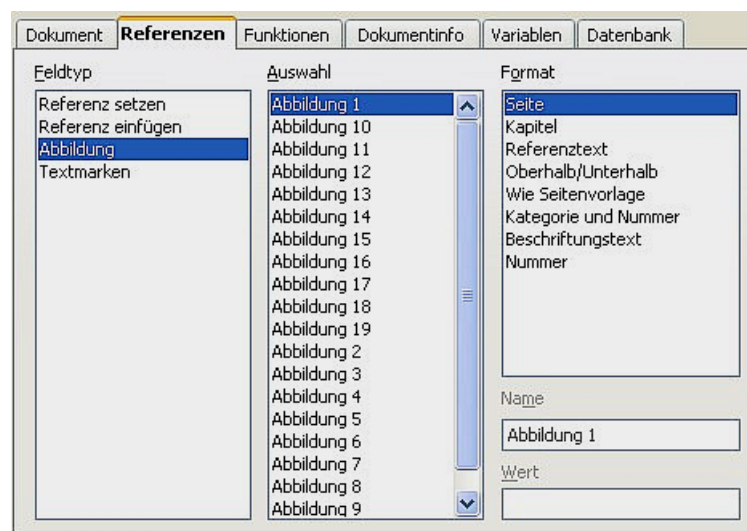 Dokument Referenzen Funktionen Dokumentinfo Variablen Datenbank
Feldtyp
Referenz setzen
Referenz einfügen
Abbildung
Textmarken
Auswahl
Abbildung 1
Abbildung 10
Abbildung 11
Abbildung 12
Abbildung 13
Abbildung 14
Abbildung 15
Abbildung 16
Abbildung 17
Abbildung 18
Abbildung 19
Abbildung 2
Abbildung 3
Abbildung 4
Abbildung 5
Abbildung 6
Abbildung 7
Abbildung 8
Abbildung 9
Format
Seite
Kapitel
Referenztext
Oberhalb/Unterhalb
Wie Seitenvorlage
Kategorie und Nummer
Beschriftungstext
Nummer
Name
Abbildung 1
Wert